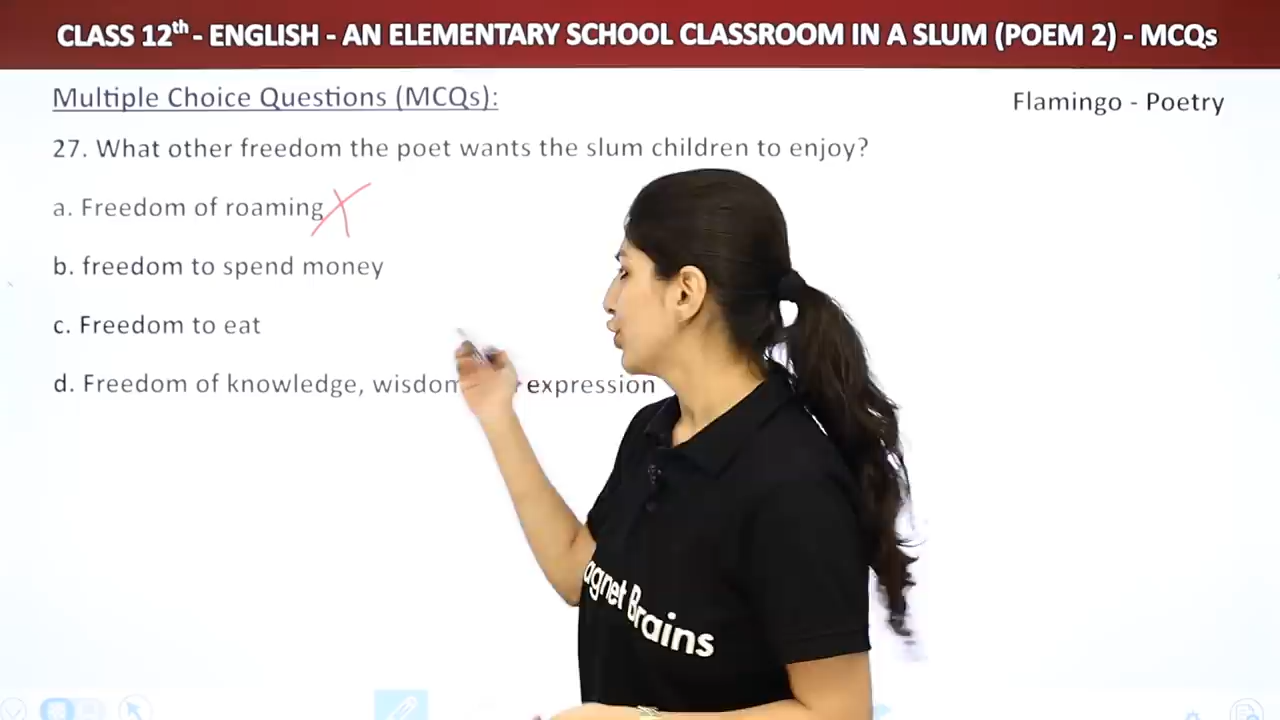 CLASS 12th - ENGLISH - AN ELEMENTARY SCHOOL CLASSROOM IN A SLUM (POEM 2) - MCQs
Multiple Choice Questions (MCQs):
Flamingo - Poetry
27. What other freedom the poet wants the slum children to enjoy?
a. Freedom of roaming
b. freedom to spend money
c. Freedom to eat
d. Freedom of knowledge, wisdom expression
agnet Brains